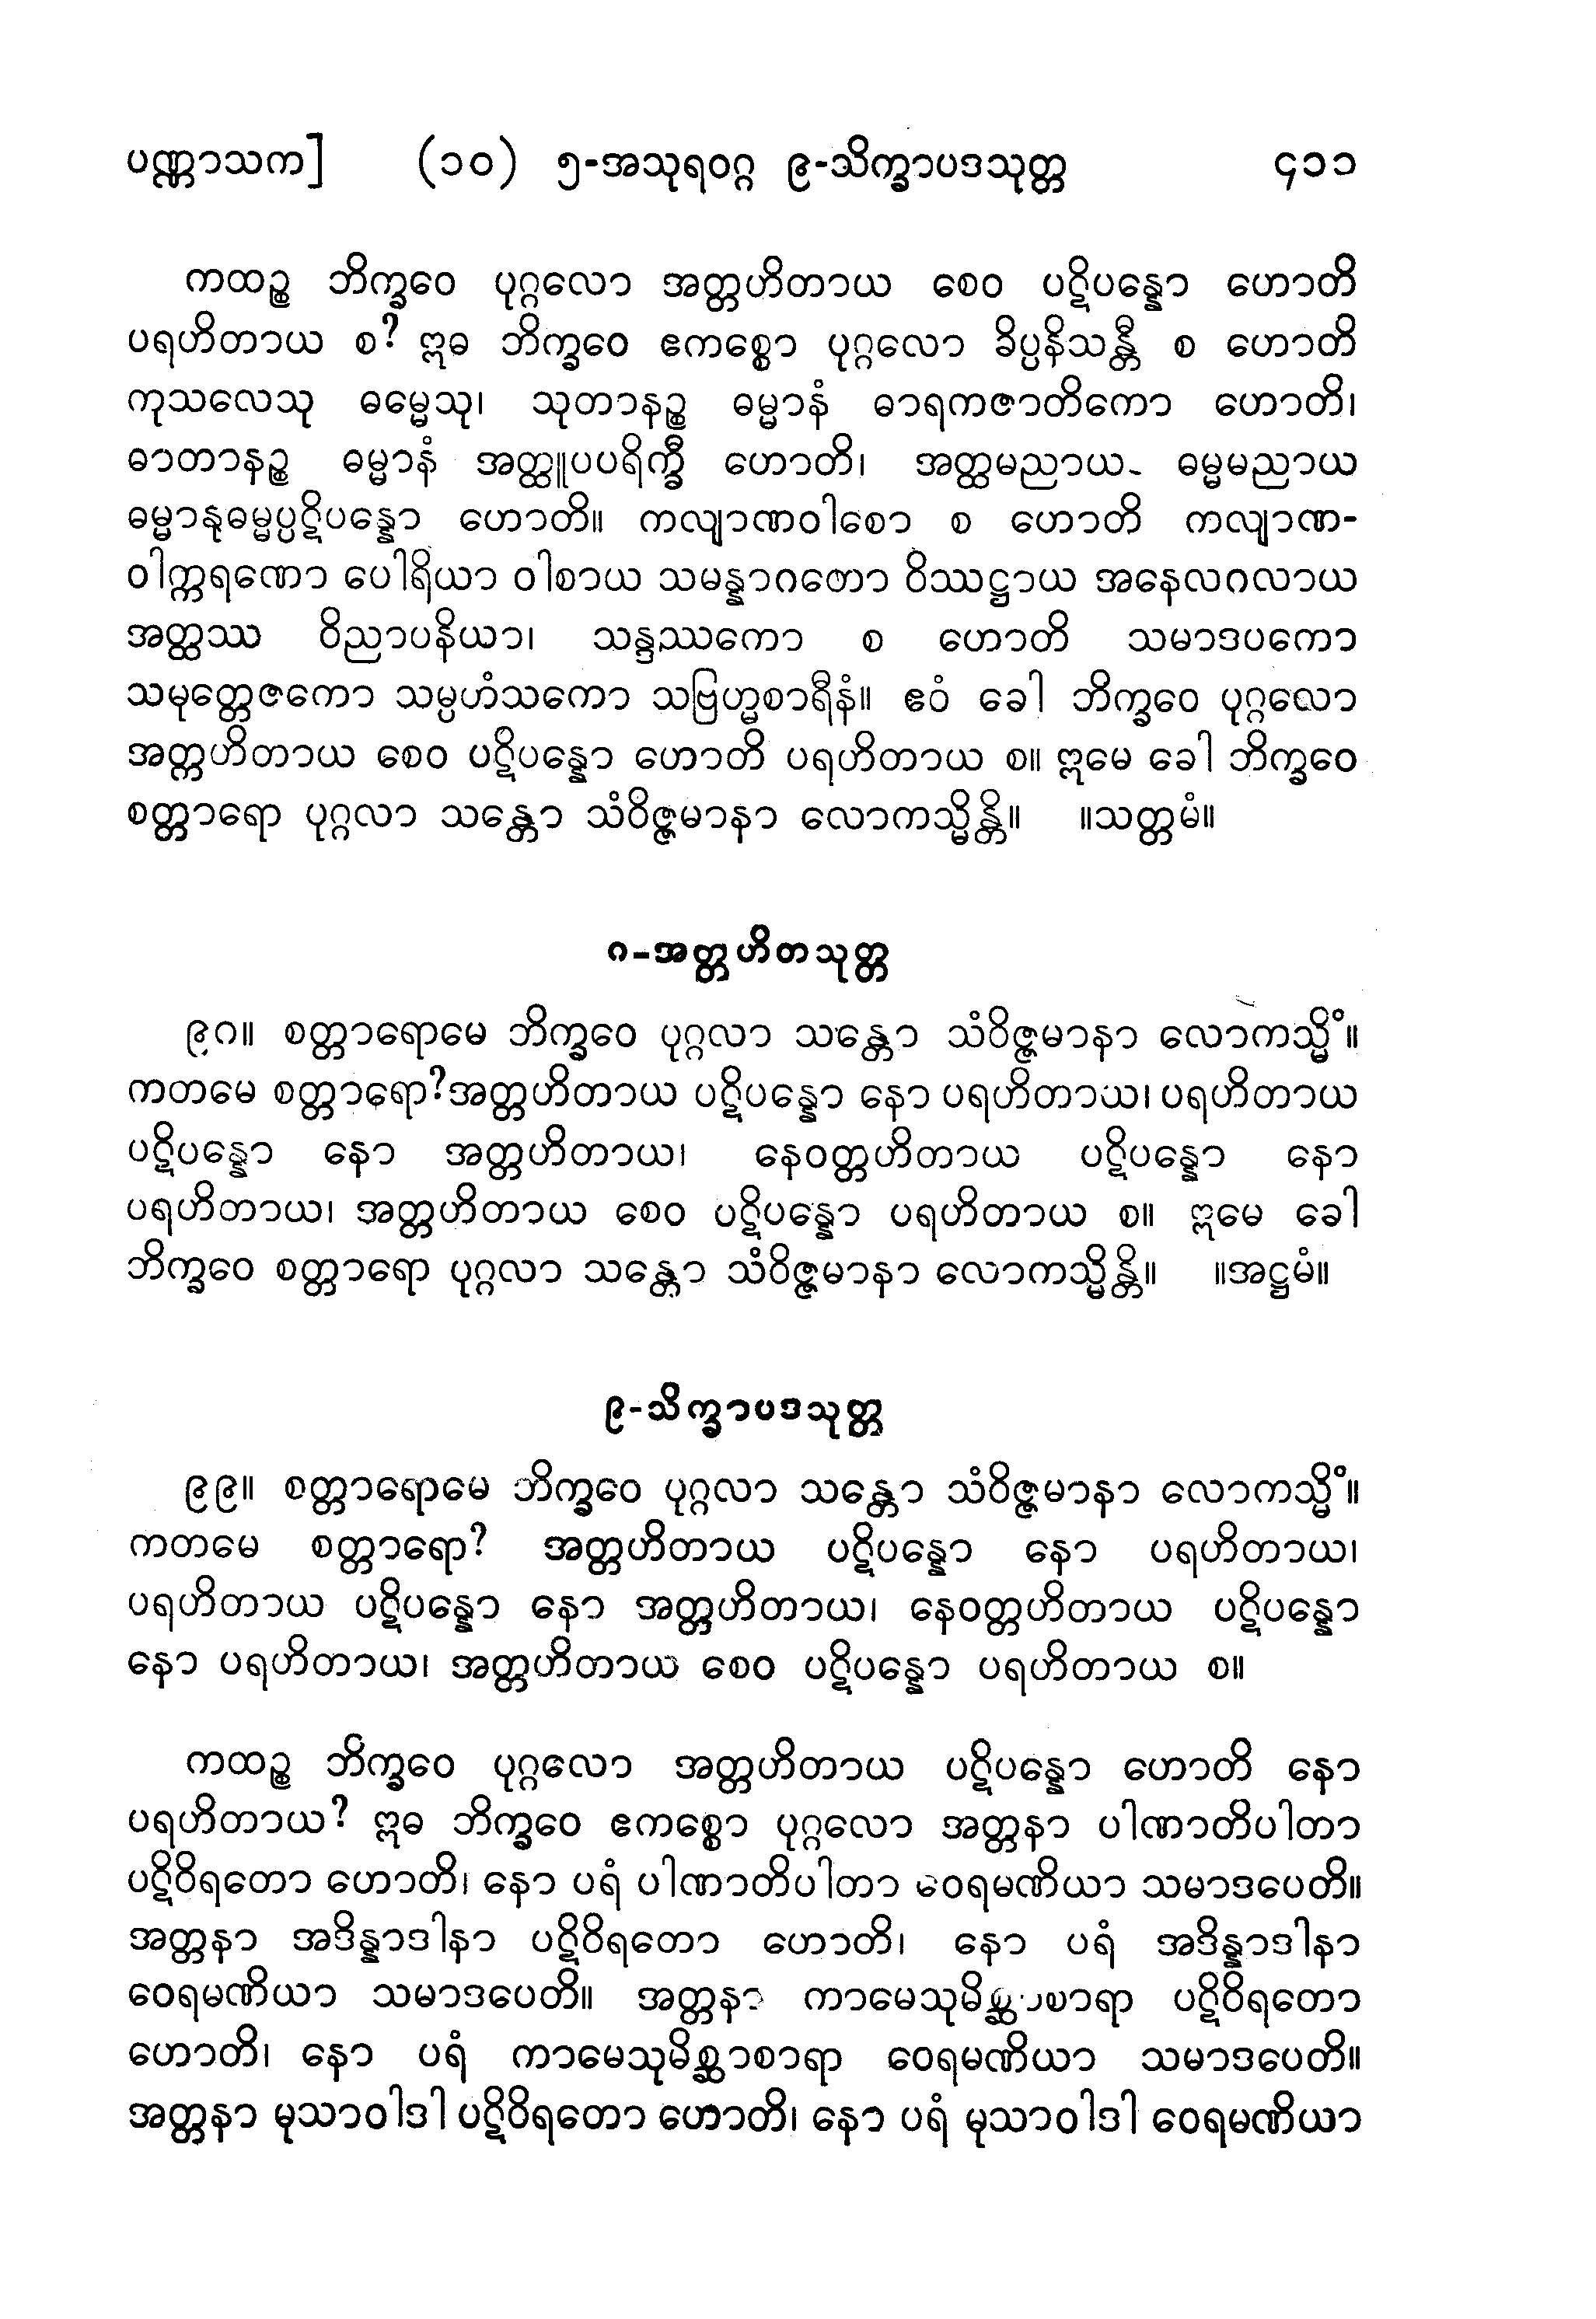 ပဏ္ဏာသက] (၁၀) ၅-အသုရဝဂ္ဂ ၉-သိက္ခာပဒသုတ္တ ၄၁၁
ကထဉ္စ ဘိက္ခဝေ ပုဂ္ဂလော အတ္တဟိတာယ စေဝ ပဋိပန္နော ဟောတိ
ပရဟိတာယ စ? ဣဓ ဘိက္ခဝေ ဧကစ္စော ပုဂ္ဂလော ခိပ္ပနိသန္တီ စ ဟောတိ
ကုသလေသု ဓမ္မေသု၊ သုတာနဉ္စ ဓမ္မာနံ ဓာရကဇာတိကော ဟောတိ၊
ဓာတာနဉ္စ ဓမ္မာနံ အတ္ထူပပရိက္ခီ ဟောတိ၊ အတ္ထမညာယ ဓမ္မမညာယ
ဓမ္မာနုဓမ္မပ္ပဋိပန္နော ဟောတိ။ ကလျာဏဝါစော စ ဟောတိ ကလျာဏ-
ဝါက္ကရဏော ပေါရိယာ ဝါစာယ သမန္နာဂတော ဝိဿဋ္ဌာယ အနေလဂလာယ
အတ္ထဿ ဝိညာပနိယာ၊ သန္ဒဿကော စ ဟောတိ သမာဒပကော
သမုတ္တေဇကော သမ္ပဟံသကော သဗြဟ္မစာရီနံ။ ဧဝံ ခေါ ဘိက္ခဝေ ပုဂ္ဂလော
အတ္တဟိတာယ စေဝ ပဋိပန္နော ဟောတိ ပရဟိတာယ စ။ ဣမေ ခေါ ဘိက္ခဝေ
စတ္တာရော ပုဂ္ဂလာ သန္တော သံဝိဇ္ဇမာနာ လောကသ္မိန္တိ။ ။သတ္တမံ။
၈-အတ္တဟိတသုတ္တ
၉၈။ စတ္တာရောမေ ဘိက္ခဝေ ပုဂ္ဂလာ သန္တော သံဝိဇ္ဇမာနာ လောကသ္မိံ။
ကတမေ စတ္တာရော?အတ္တဟိတာယ ပဋိပန္နော နော ပရဟိတာယ၊ ပရဟိတာယ
ပဋိပန္နော နော အတ္တဟိတာယ၊ နေဝတ္တဟိတာယ ပဋိပန္နော နော
ပရဟိတာယ၊ အတ္တဟိတာယ စေဝ ပဋိပန္နော ပရဟိတာယ စ။ ဣမေ ခေါ
ဘိက္ခဝေ စတ္တာရော ပုဂ္ဂလာ သန္တော သံဝိဇ္ဇမာနာ လောကသ္မိန္တိ။ ။အဋ္ဌမံ။
၉-သိက္ခာပဒသုတ္တ
၉၉။ စတ္တာရောမေ ဘိက္ခဝေ ပုဂ္ဂလာ သန္တော သံဝိဇ္ဇမာနာ လောကသ္မိံ။
ကတမေ စတ္တာရော? အတ္တဟိတာယ ပဋိပန္နော နော ပရဟိတာယ၊
ပရဟိတာယ ပဋိပန္နော နော အတ္တဟိတာယ၊ နေဝတ္တဟိတာယ ပဋိပန္နော
နော ပရဟိတာယ၊ အတ္တဟိတာယ စေဝ ပဋိပန္နော ပရဟိတာယ စ။
ကထဉ္စ ဘိက္ခဝေ ပုဂ္ဂလော အတ္တဟိတာယ ပဋိပန္နော ဟောတိ နော
ပရဟိတာယ? ဣဓ ဘိက္ခဝေ ဧကစ္စော ပုဂ္ဂလော အတ္တနာ ပါဏာတိပါတာ
ပဋိဝိရတော ဟောတိ၊ နော ပရံ ပါဏာတိပါတာ ဝေရမဏိယာ သမာဒပေတိ။
အတ္တနာ အဒိန္နာဒါနာ ပဋိဝိရတော ဟောတိ၊ နော ပရံ အဒိန္နာဒါနာ
ဝေရမဏိယာ သမာဒပေတိ။ အတ္တနာ ကာမေသုမိစ္ဆာစာရာ ပဋိဝိရတော
ဟောတိ၊ နော ပရံ ကာမေသုမိစ္ဆာစာရာ ဝေရမဏိယာ သမာဒပေတိ။
အတ္တနာ မုသာဝါဒါ ပဋိဝိရတော ဟောတိ၊ နော ပရံ မုသာဝါဒါ ဝေရမဏိယာ